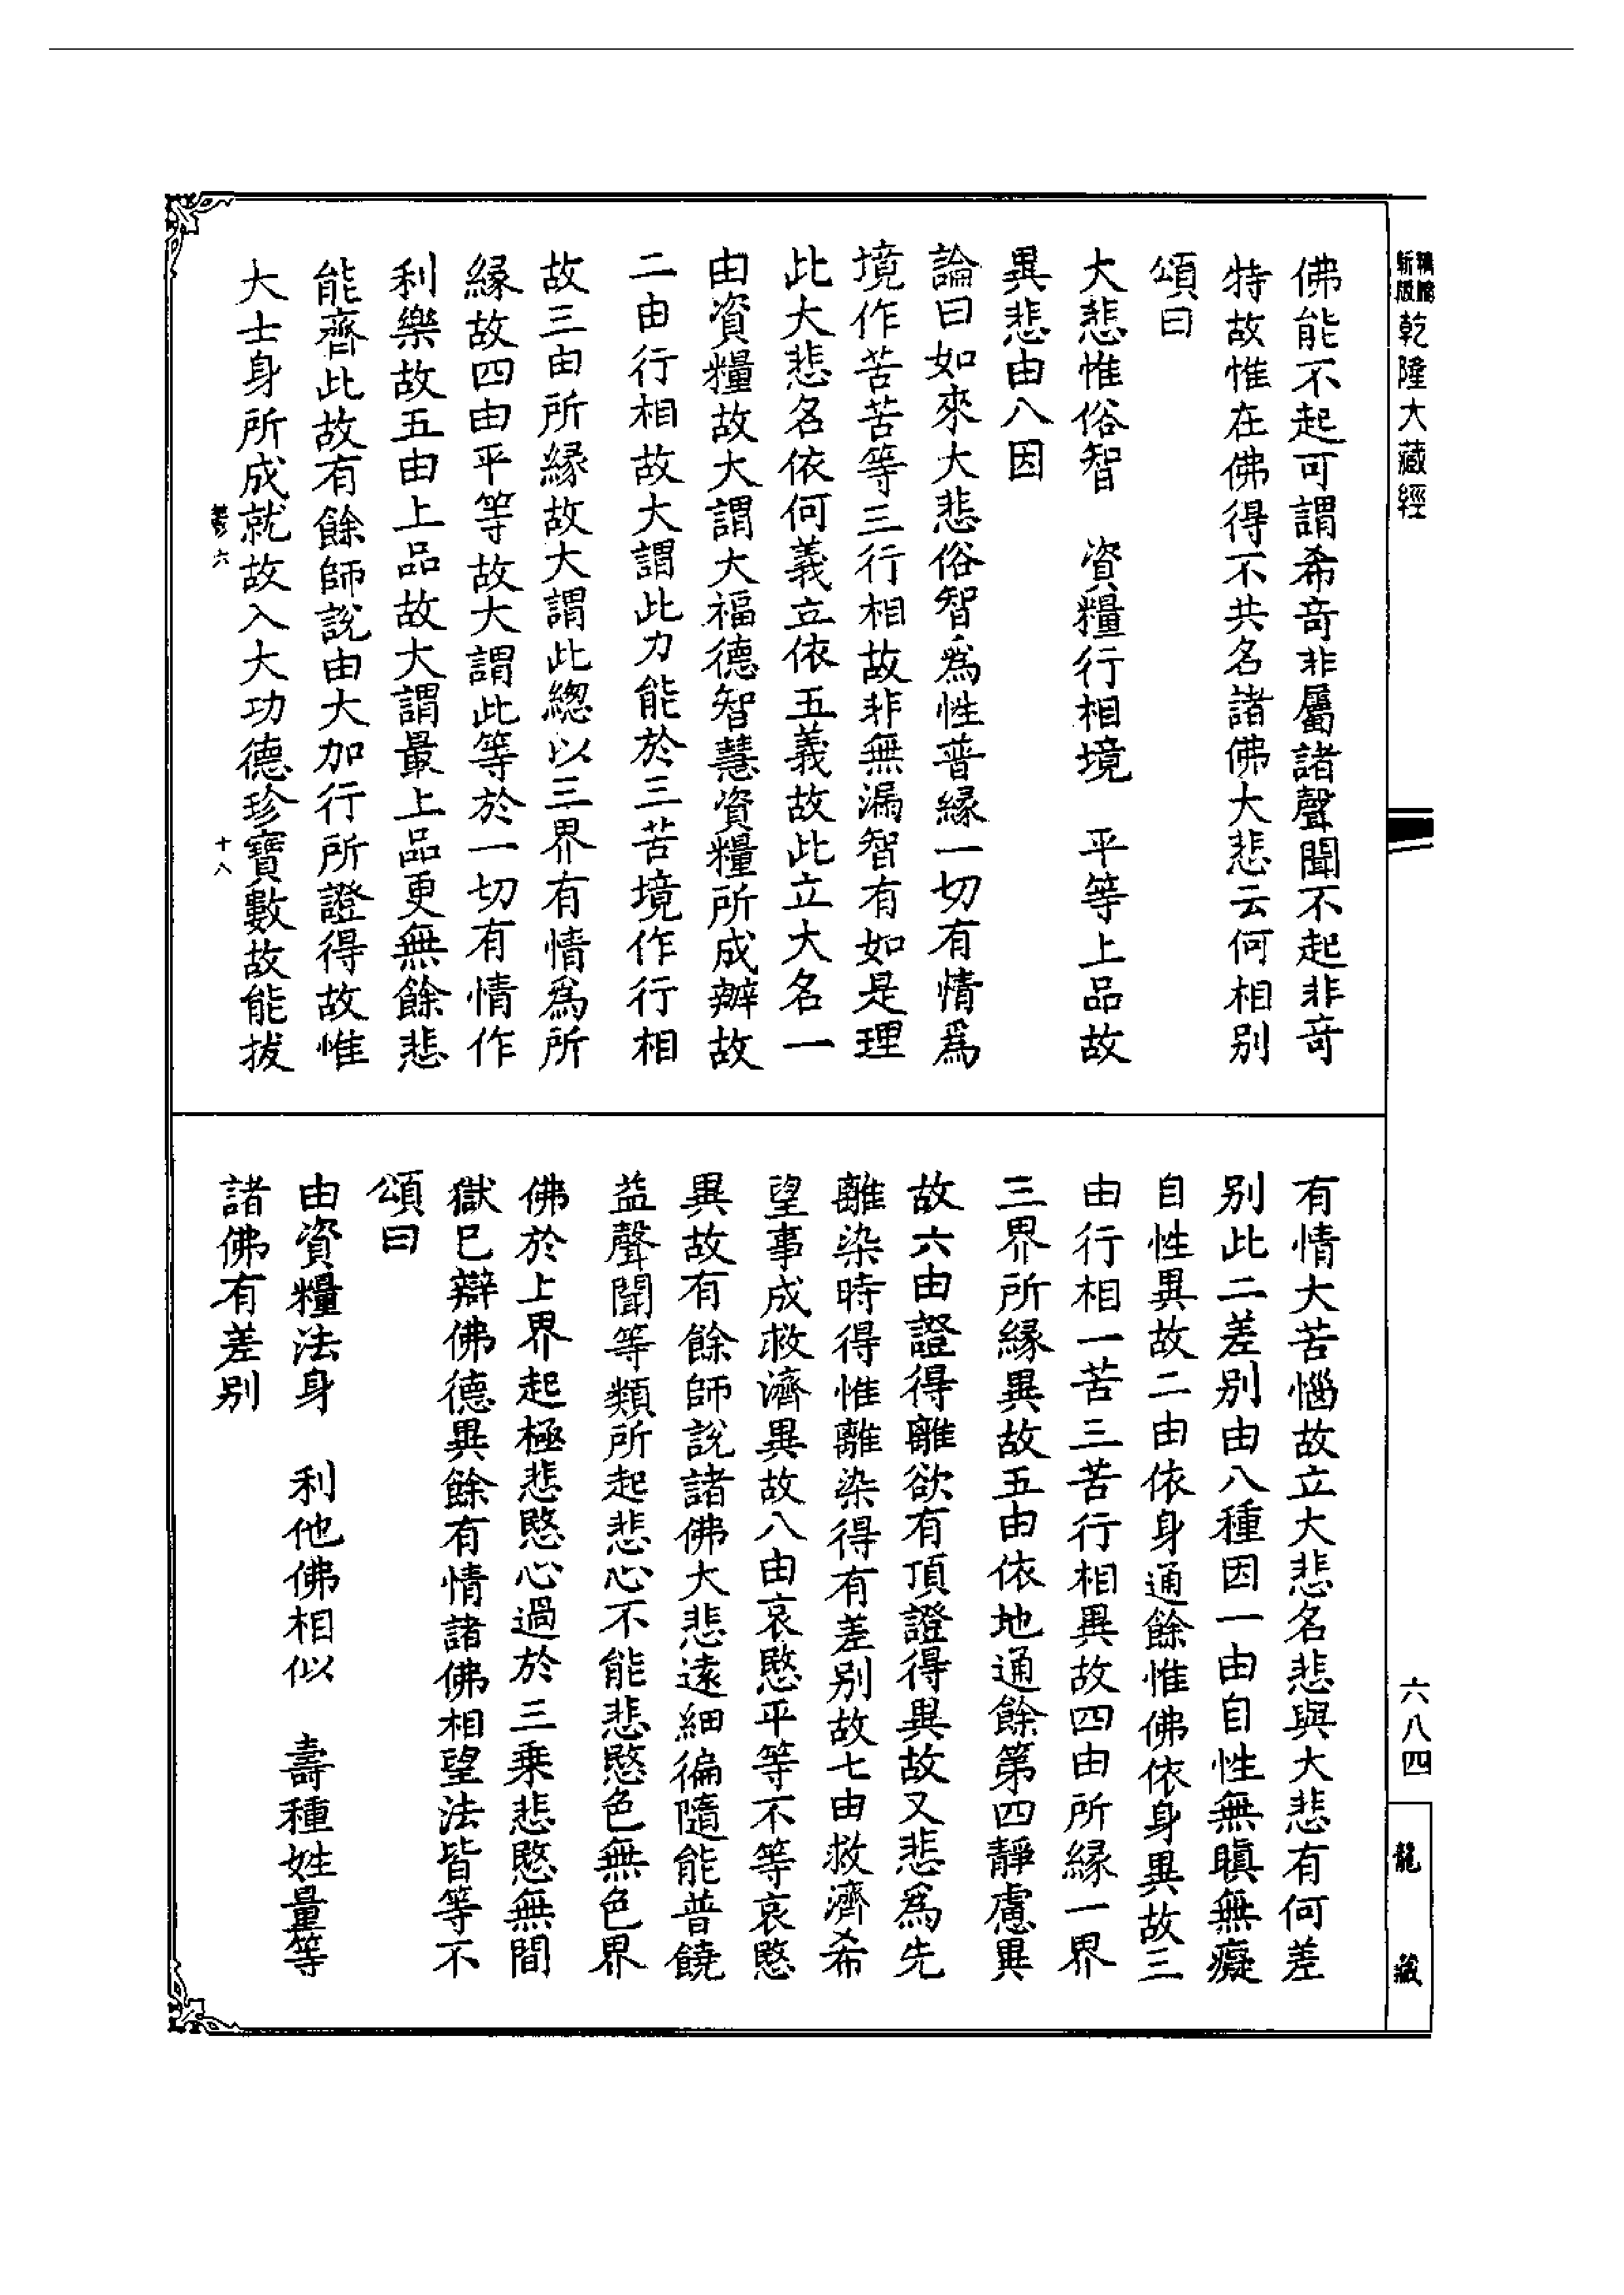 乾隆大藏經
佛能不起可謂希奇非屬諸聲聞不起非奇
特故惟在佛得不共名諸佛大悲云何相別
頌曰
大悲惟俗智　資糧行相境　平等上品故
異悲由八因
論曰如來大悲俗智為性普緣一切有情為
境作苦苦等三行相故非無漏智有如是理
此大悲名依何義立依五義故此立大名一
由資糧故大謂大福德智慧資糧所成辦故
二由行相故大謂此力能於三苦境作行相
故三由所緣故大謂此總以三界有情為所
緣故四由平等故大謂此等於一切有情作
利樂故五由上品故大謂最上品更無餘悲
能齊此故有餘師說由大加行所證得故惟
大士身所成就故入大功德珍寶數故能拔
六　十八
有情大苦惱故立大悲名悲與大悲有何差
別此二差別由八種因一由自性無瞋無癡
自性異故二由依身通餘惟佛依身異故三
由行相一苦三苦行相異故四由所緣一界
三界所緣異故五由依地通餘第四靜慮異
故六由證得離欲有頂證得異故又悲為先
離染時得惟離染得有差別故七由救濟希
望事成救濟異故八由哀愍平等不等哀愍
異故有餘師說諸佛大悲遠細徧隨能普饒
益聲聞等類所起悲心不能悲愍色無色界
佛於上界起極悲愍心過於三乘悲愍無間
獄已辯佛德異餘有情諸佛相望法皆等不
頌曰
由資糧法身　利他佛相似　壽種姓量等
諸佛有差別
六八四
龍藏